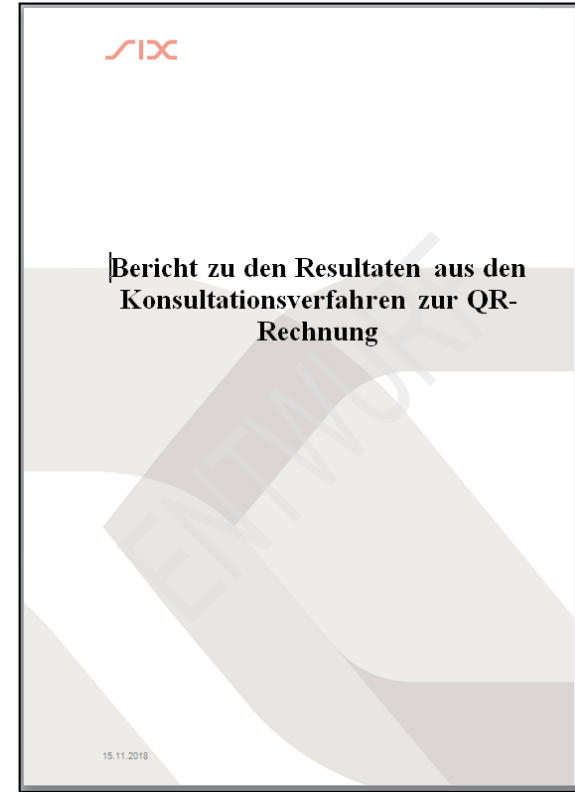 SIX
Bericht zu den Resultaten aus den
Konsultationsverfahren zur QR-
Rechnung
ENTWURF
15.11.2018